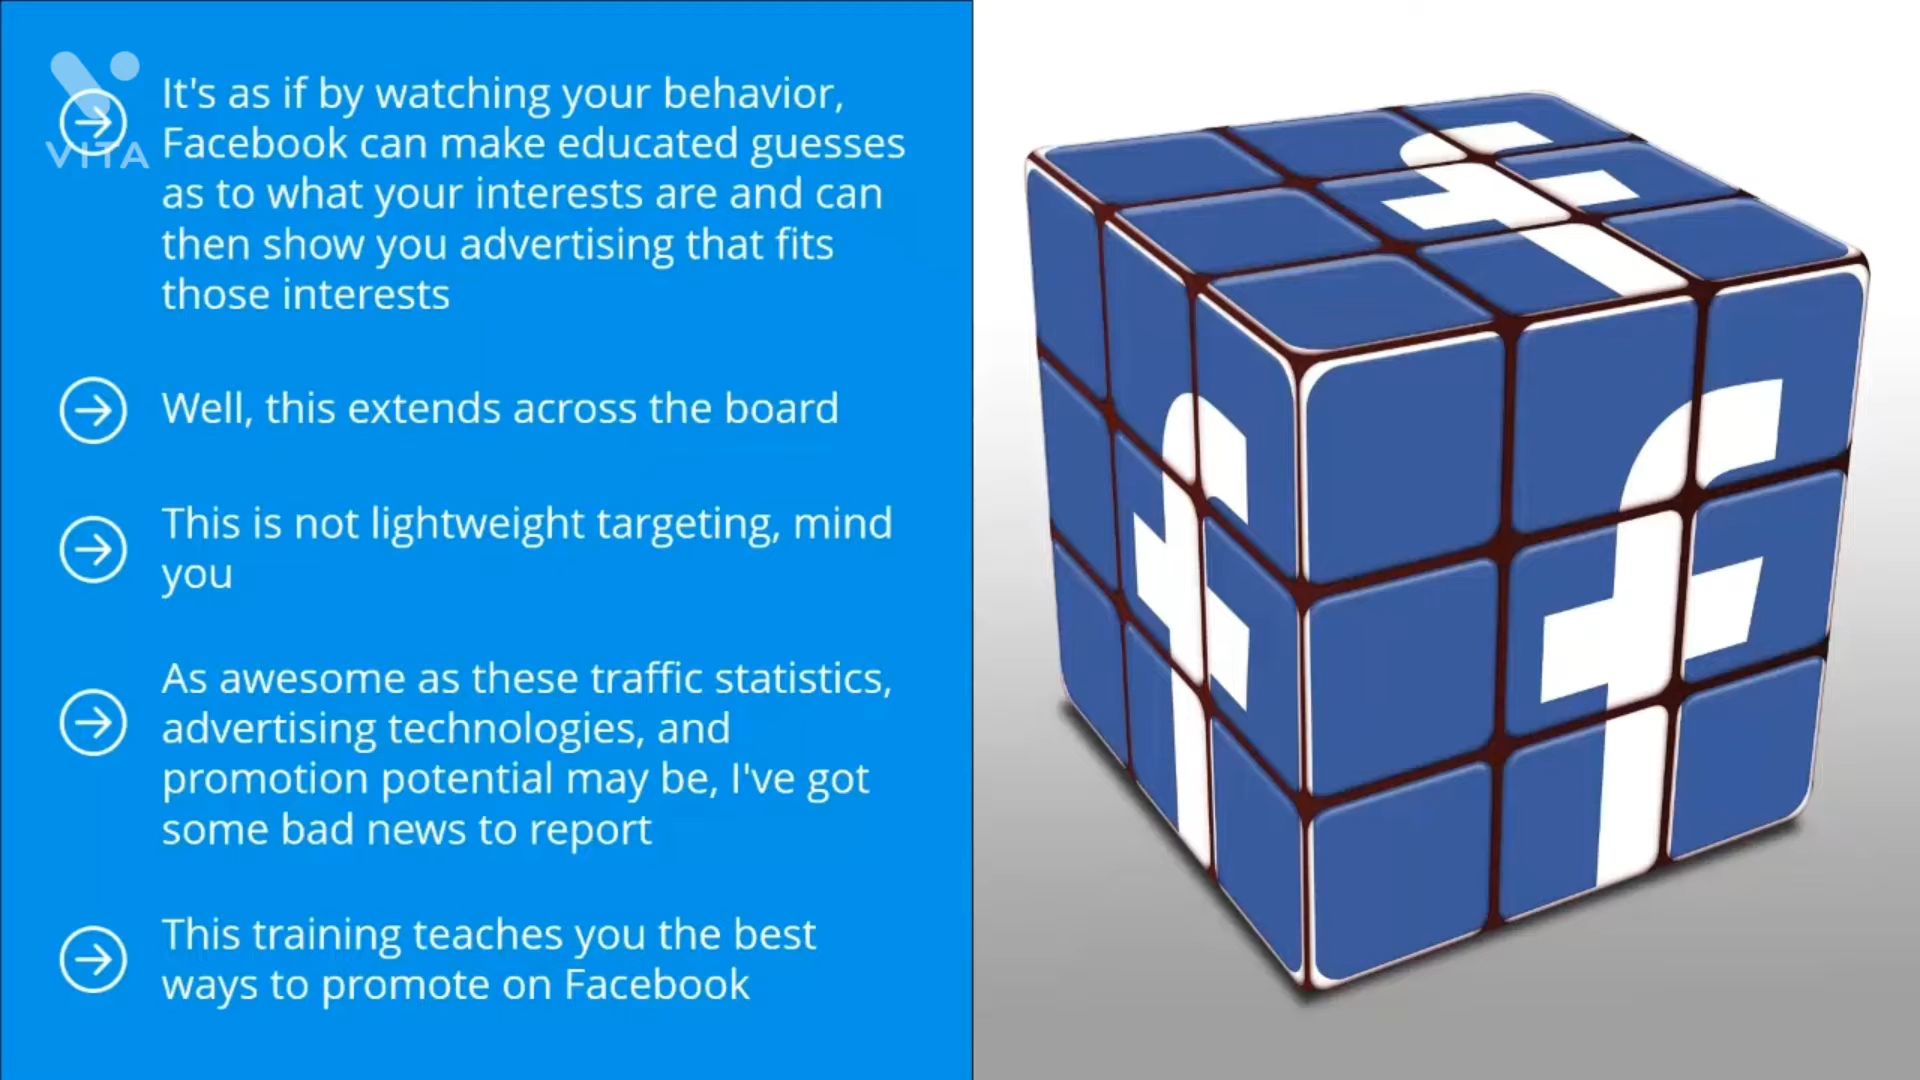 VITA
It's as if by watching your behavior,
Facebook can make educated guesses
as to what your interests are and can
then show you advertising that fits
those interests
Well, this extends across the board
This is not lightweight targeting, mind
you
As awesome as these traffic statistics,
advertising technologies, and
promotion potential may be, I've got
some bad news to report
This training teaches you the best
ways to promote on Facebook
f
f
f